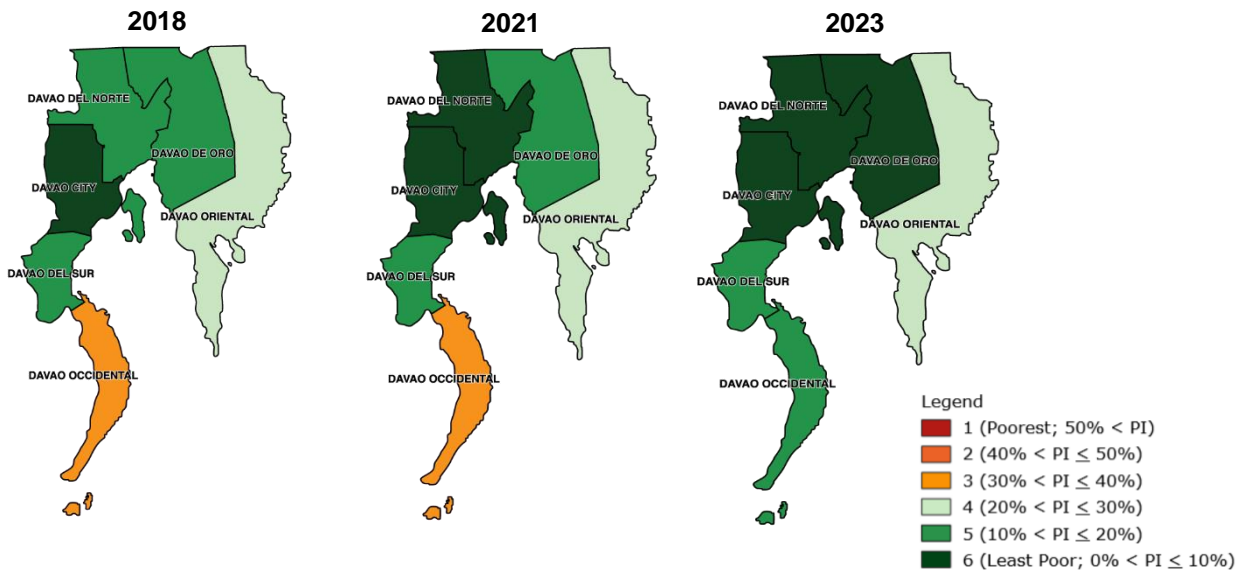 2018
2021
2023
DAVAO DEL NORTE
DAVAO DE ORO
DAVAO CITY
DAVAO ORIENTAL
DAVAO DEL SUR
DAVAO OCCIDENTAL
DAVAO DEL NORTE
DAVAO DE ORO
DAVAO CITY
DAVAO ORIENTAL
DAVAO DEL SUR
DAVAO OCCIDENTAL
DAVAO DEL NORTE
DAVAO DE ORO
DAVAO CITY
DAVAO ORIENTAL
DAVAO DEL SUR
DAVAO OCCIDENTAL
Legend
1 (Poorest; 50% < PI)
2 (40% < PI ≤ 50%)
3 (30% < PI ≤ 40%)
4 (20% < PI ≤ 30%)
5 (10% < PI ≤ 20%)
6 (Least Poor; 0% < PI ≤ 10%)